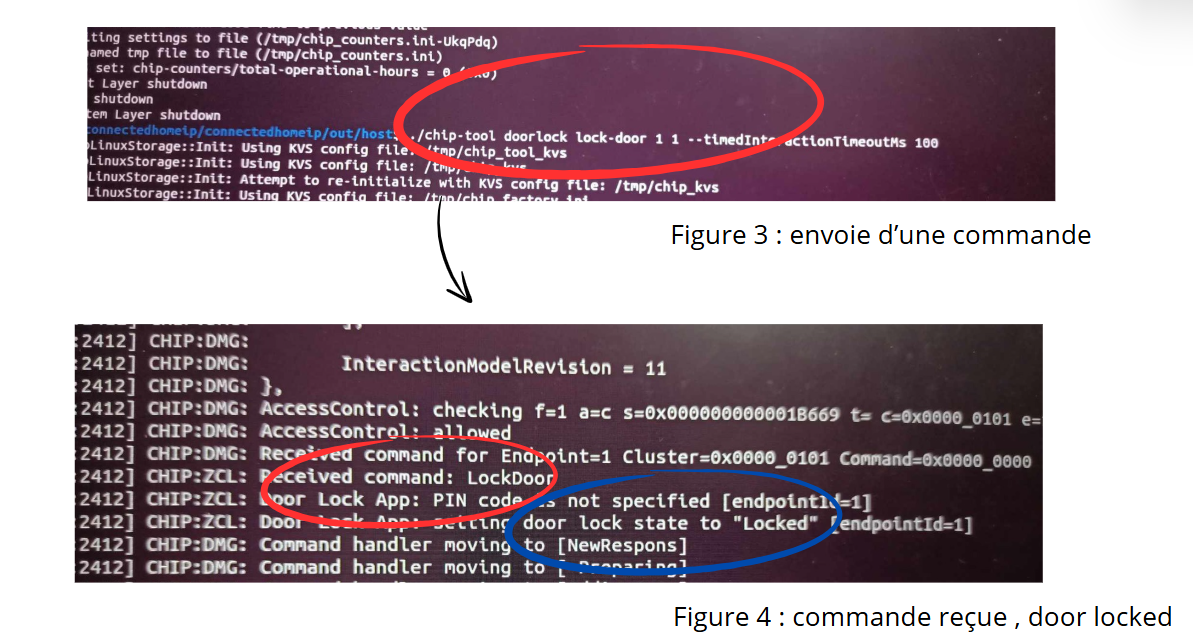 iting settings to file (/tmp/chip_counters.ini-UkqPdq)
amed tmp file to file (/tmp/chip_counters.ini)
set: chip-counters/total-operational-hours = 0 (0x0)
t Layer shutdown
shutdown
tem Layer shutdown
connectedhomeip/connectedhomeip/out/host$ ./chip-tool doorlock lock-door 1 1 --timedInteractionTimeoutMs 100
LinuxStorage::Init: Using KVS config file: /tmp/chip_tool_kvs
LinuxStorage::Init: Using KVS config file: /tmp/chip_kvs
LinuxStorage::Init: Attempt to re-initialize with KVS config file: /tmp/chip_kvs
LinuxStorage::Init: Using KVS config file: /tmp/chip_factory.ini
Figure 3 : envoie d’une commande
:2412] CHIP:DMG: },
:2412] CHIP:DMG:
:2412] CHIP:DMG: InteractionModelRevision = 11
:2412] CHIP:DMG: },
:2412] CHIP:DMG: AccessControl: checking f=1 a=c s=0x000000000001B669 t= c=0x0000_0101 e=
:2412] CHIP:DMG: AccessControl: allowed
:2412] CHIP:DMG: Received command for Endpoint=1 Cluster=0x0000_0101 Command=0x0000_0000
:2412] CHIP:ZCL: Received command: LockDoor
:2412] CHIP:ZCL: Door Lock App: PIN code is not specified [endpointId=1]
:2412] CHIP:ZCL: Door Lock App: setting door lock state to "Locked" [endpointId=1]
:2412] CHIP:DMG: Command handler moving to [NewRespons]
:2412] CHIP:DMG: Command handler moving to [ Preparing]
Figure 4 : commande reçue , door locked